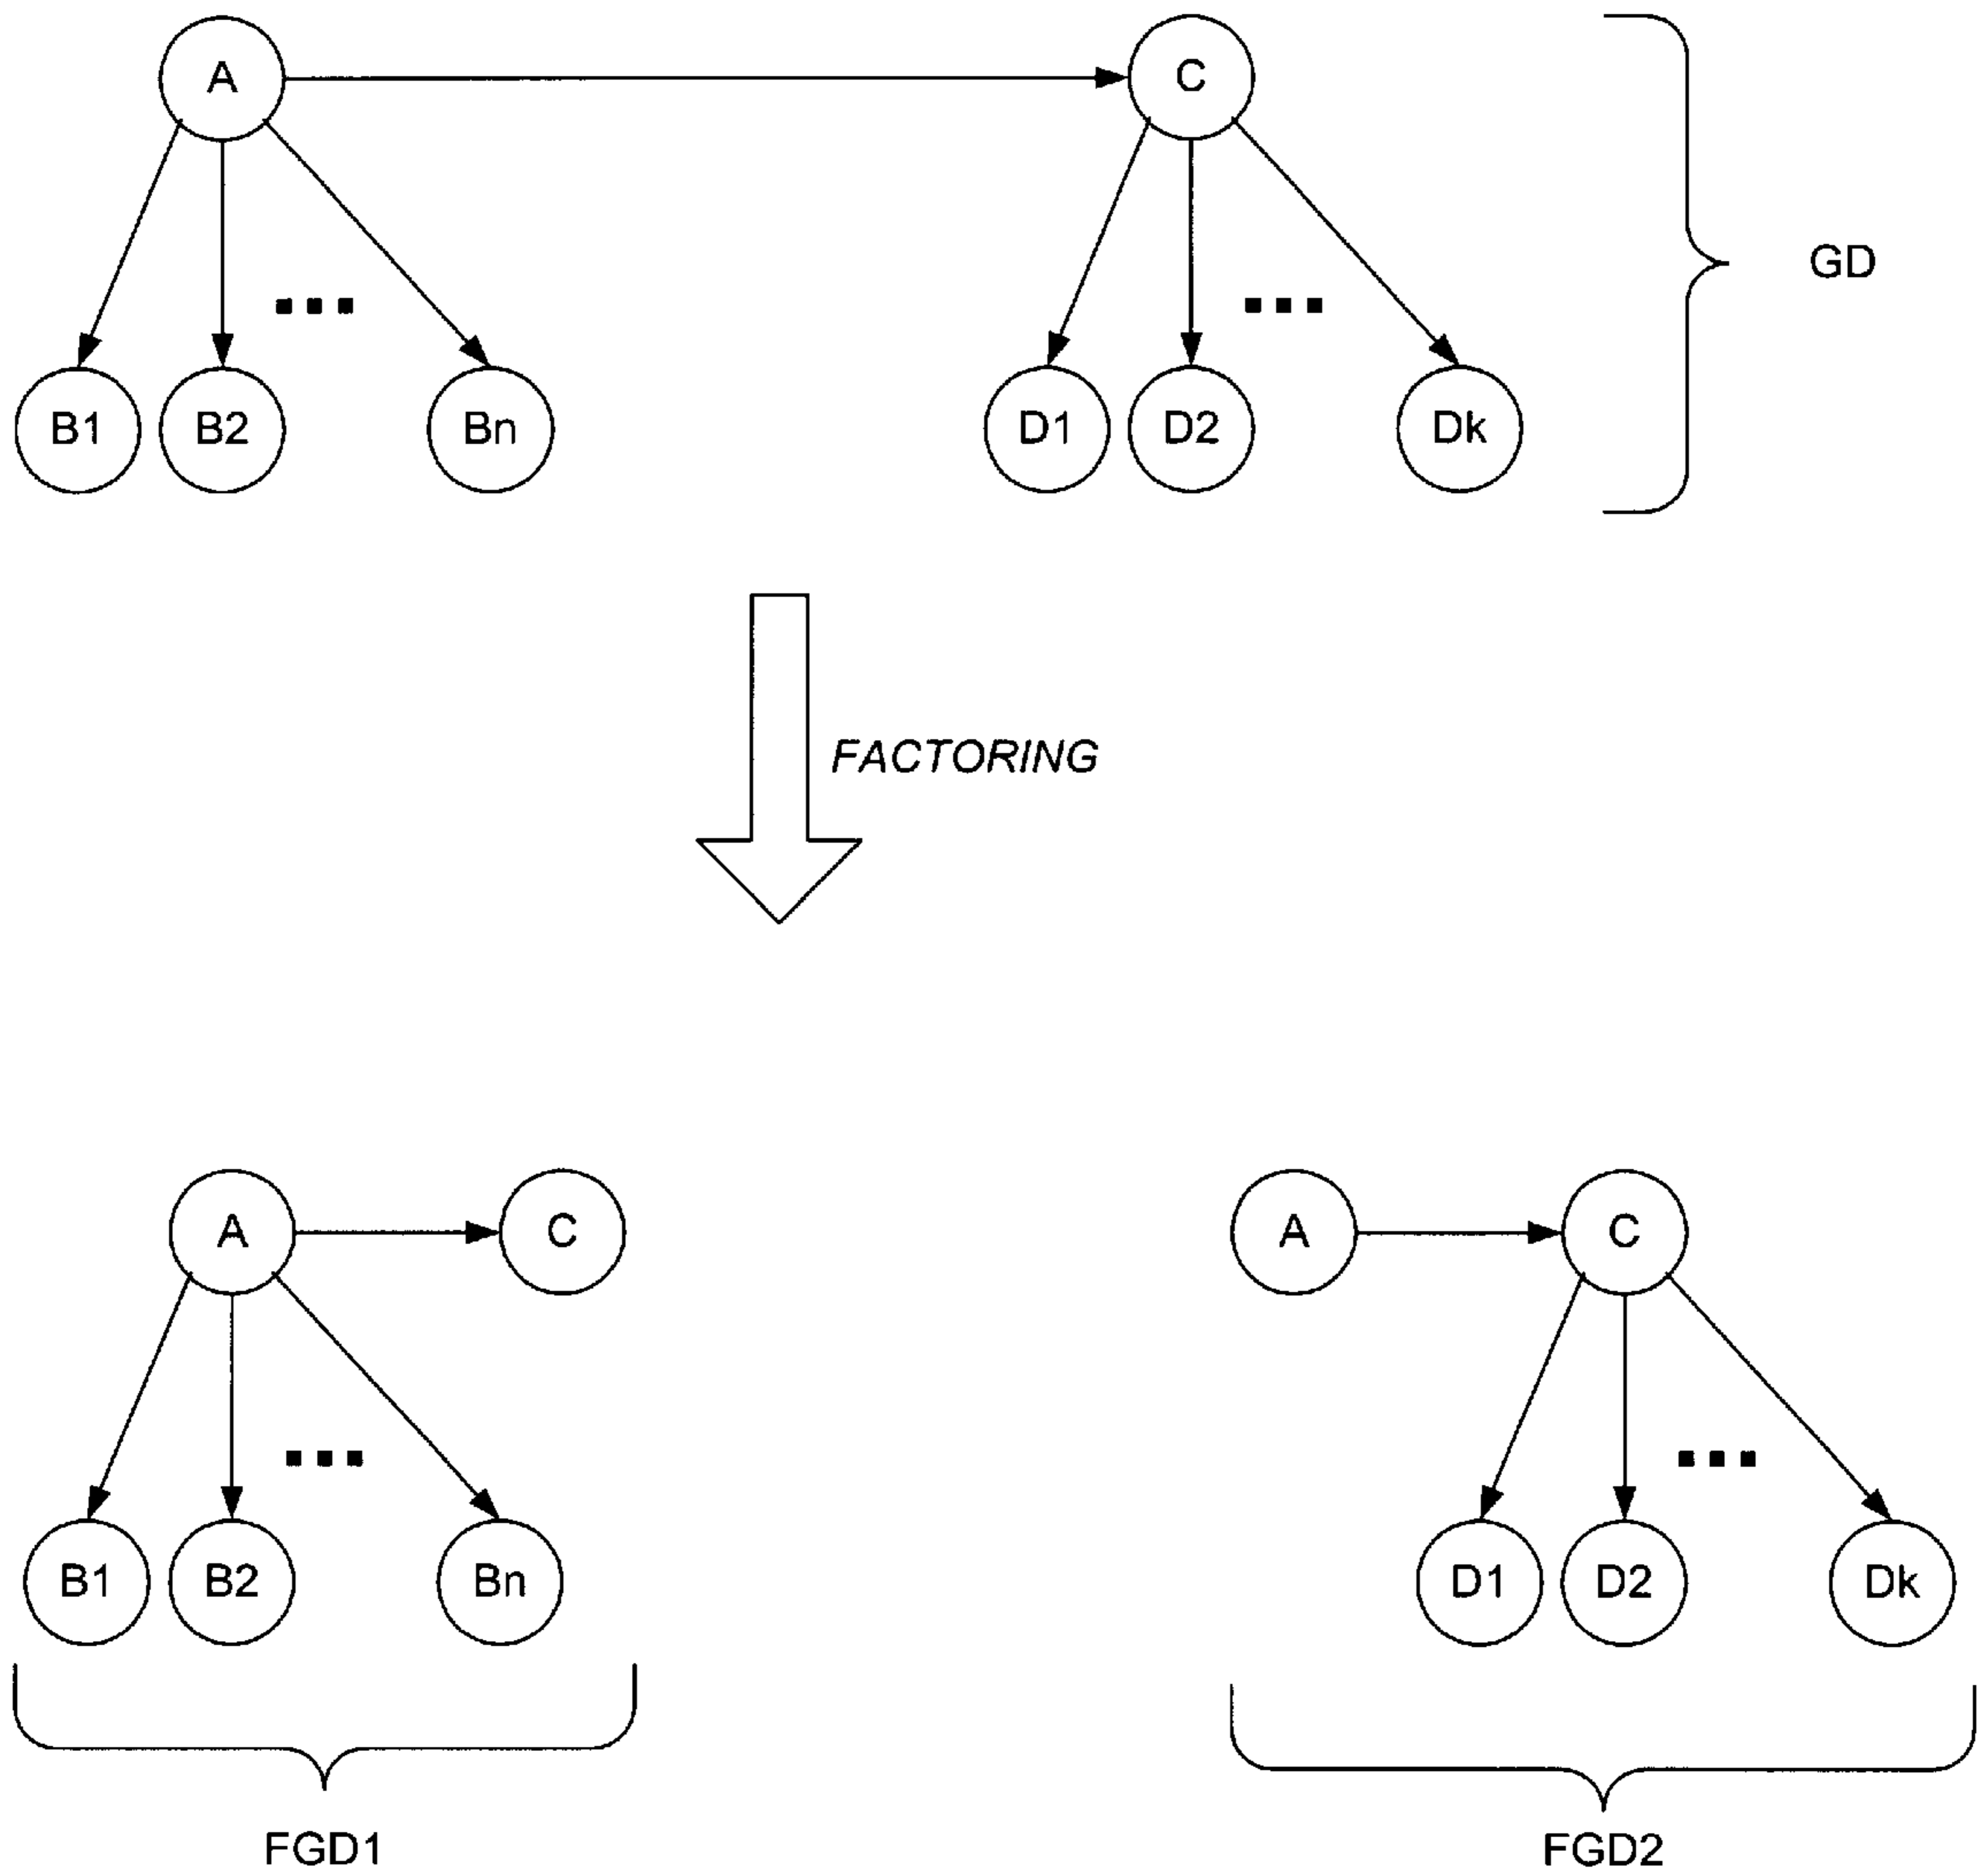 A
C
GD
B1
B2
Bn
D1
D2
Dk
FACTORING
A
C
A
C
B1
B2
Bn
D1
D2
Dk
FGD1
FGD2